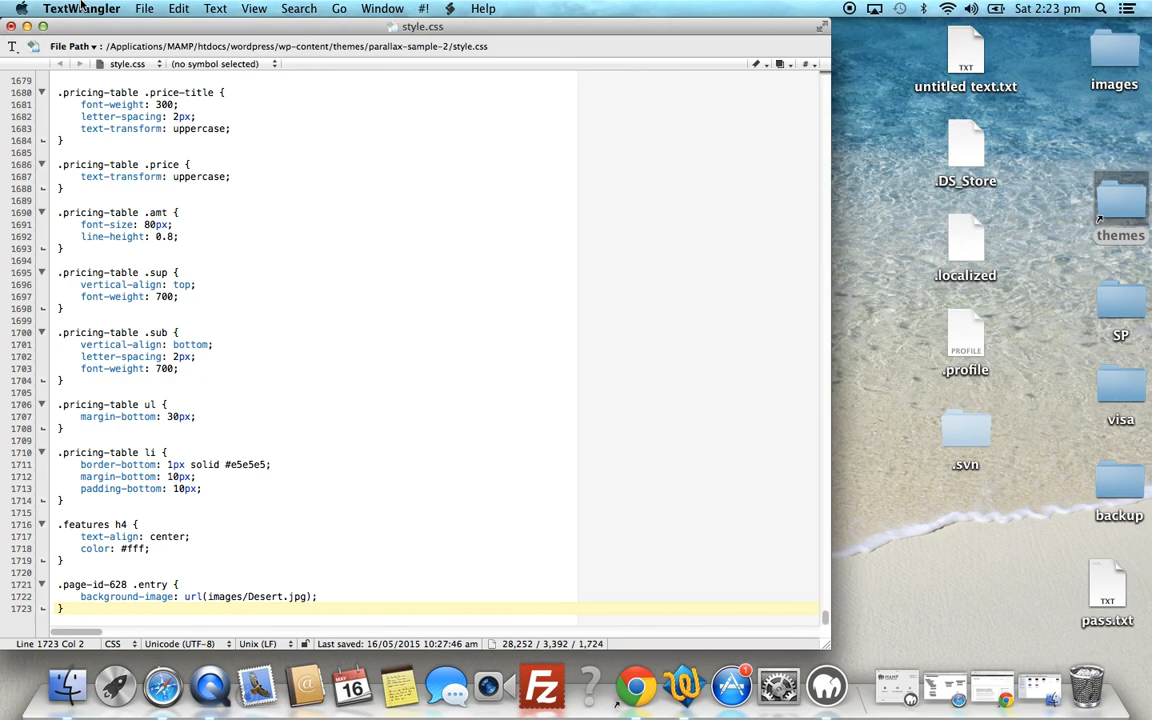 TextWrangler File Edit Text View Search Go Window #! Help Sat 2:23 pm
style.css
File Path ▾ : /Applications/MAMP/htdocs/wordpress/wp-content/themes/parallax-sample-2/style.css
style.css (no symbol selected)
1679
1680 .pricing-table .price-title {
1681 font-weight: 300;
1682 letter-spacing: 2px;
1683 text-transform: uppercase;
1684 }
1685
1686 .pricing-table .price {
1687 text-transform: uppercase;
1688 }
1689
1690 .pricing-table .amt {
1691 font-size: 80px;
1692 line-height: 0.8;
1693 }
1694
1695 .pricing-table .sup {
1696 vertical-align: top;
1697 font-weight: 700;
1698 }
1699
1700 .pricing-table .sub {
1701 vertical-align: bottom;
1702 letter-spacing: 2px;
1703 font-weight: 700;
1704 }
1705
1706 .pricing-table ul {
1707 margin-bottom: 30px;
1708 }
1709
1710 .pricing-table li {
1711 border-bottom: 1px solid #e5e5e5;
1712 margin-bottom: 10px;
1713 padding-bottom: 10px;
1714 }
1715
1716 .features h4 {
1717 text-align: center;
1718 color: #fff;
1719 }
1720
1721 .page-id-628 .entry {
1722 background-image: url(images/Desert.jpg);
1723 }
Line 1723 Col 2 CSS Unicode (UTF-8) Unix (LF) Last saved: 16/05/2015 10:27:46 am 28,252 / 3,392 / 1,724
TXT
untitled text.txt
images
.DS_Store
themes
.localized
SP
PROFILE
.profile
visa
.svn
backup
TXT
pass.txt
MAY
16
Fz
1